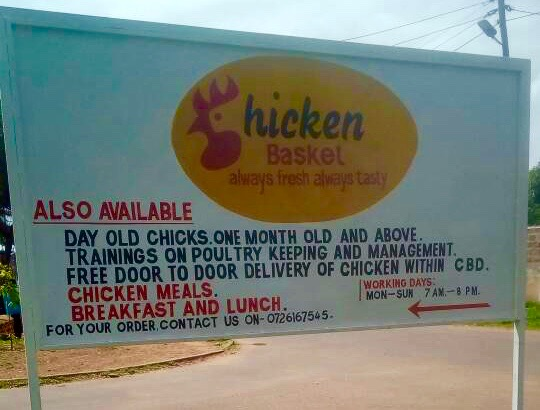 Chicken
Basket
always fresh always tasty
ALSO AVAILABLE
DAY OLD CHICKS.ONE MONTH OLD AND ABOVE.
TRAININGS ON POULTRY KEEPING AND MANAGEMENT.
FREE DOOR TO DOOR DELIVERY OF CHICKEN WITHIN CBD.
CHICKEN MEALS.
BREAKFAST AND LUNCH.
WORKING DAYS:
MON-SUN 7 AM.-8 PM.
FOR YOUR ORDER.CONTACT US ON-0726167545.